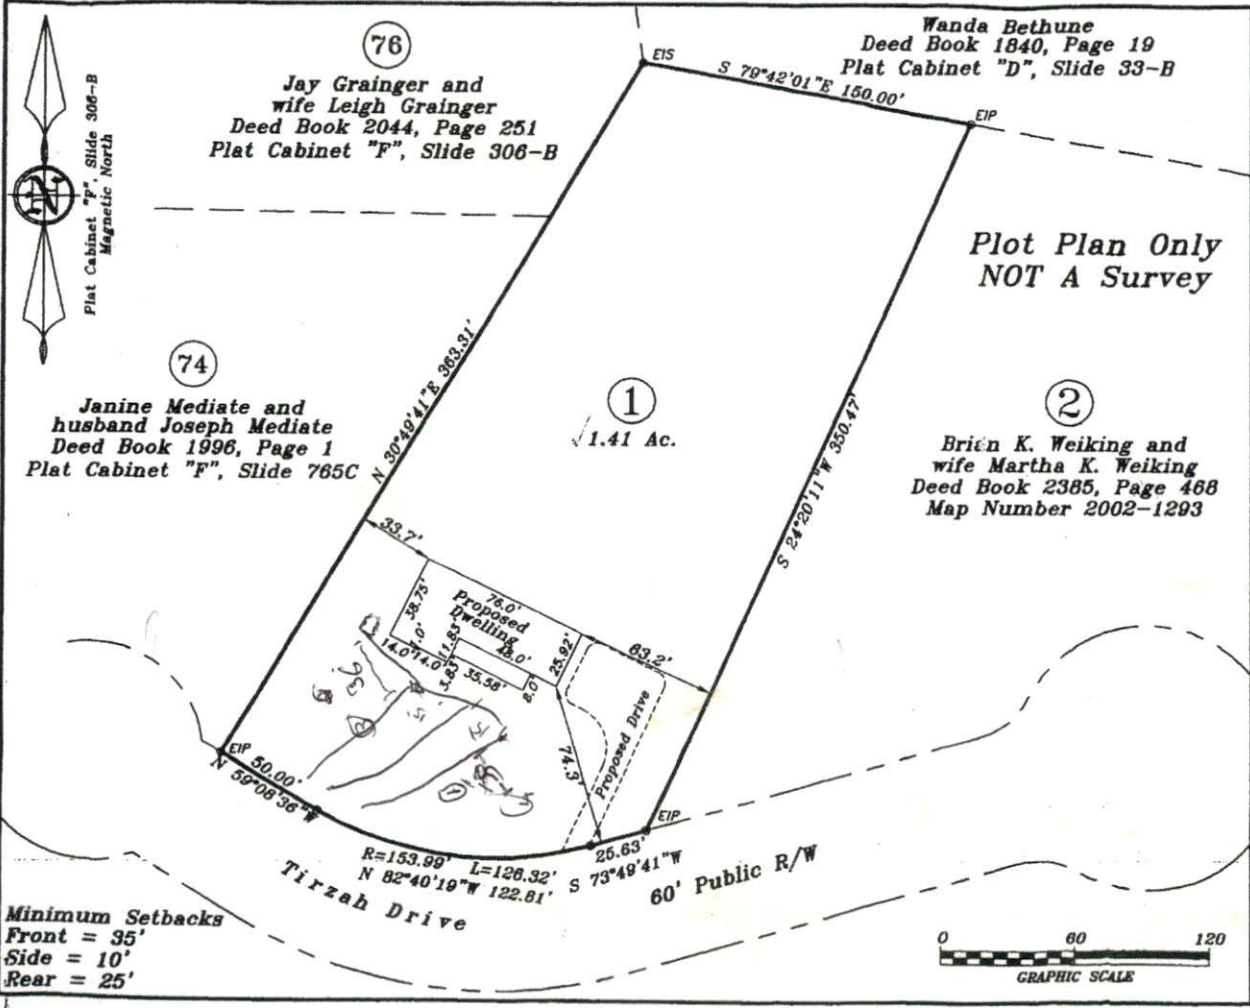 76
Jay Grainger and
wife Leigh Grainger
Deed Book 2044, Page 251
Plat Cabinet "F", Slide 306-B
Wanda Bethune
Deed Book 1840, Page 19
Plat Cabinet "D", Slide 33-B
EIS
S 79°42'01"E 150.00'
EIP
Plat Cabinet "F", Slide 306-B
Magnetic North
N
Plot Plan Only
NOT A Survey
74
Janine Mediate and
husband Joseph Mediate
Deed Book 1996, Page 1
Plat Cabinet "F", Slide 765C
N 30°49'41"E 363.31'
1
1.41 Ac.
S 24°20'11"W 350.47'
2
Brien K. Weiking and
wife Martha K. Weiking
Deed Book 2385, Page 468
Map Number 2002-1293
33.7'
38.75'
76.0'
Proposed
Dwelling
14.0'
7.0'
14.0'
11.83'
3.83'
48.0'
35.58'
8.0'
25.92'
63.2'
74.3'
Proposed Drive
EIP
50.00'
N 59°08'36"W
EIP
25.63'
R=153.99' L=126.32'
N 82°40'19"W 122.81'
S 73°49'41"W
Tirzah Drive
60' Public R/W
Minimum Setbacks
Front = 35'
Side = 10'
Rear = 25'
0 60 120
GRAPHIC SCALE